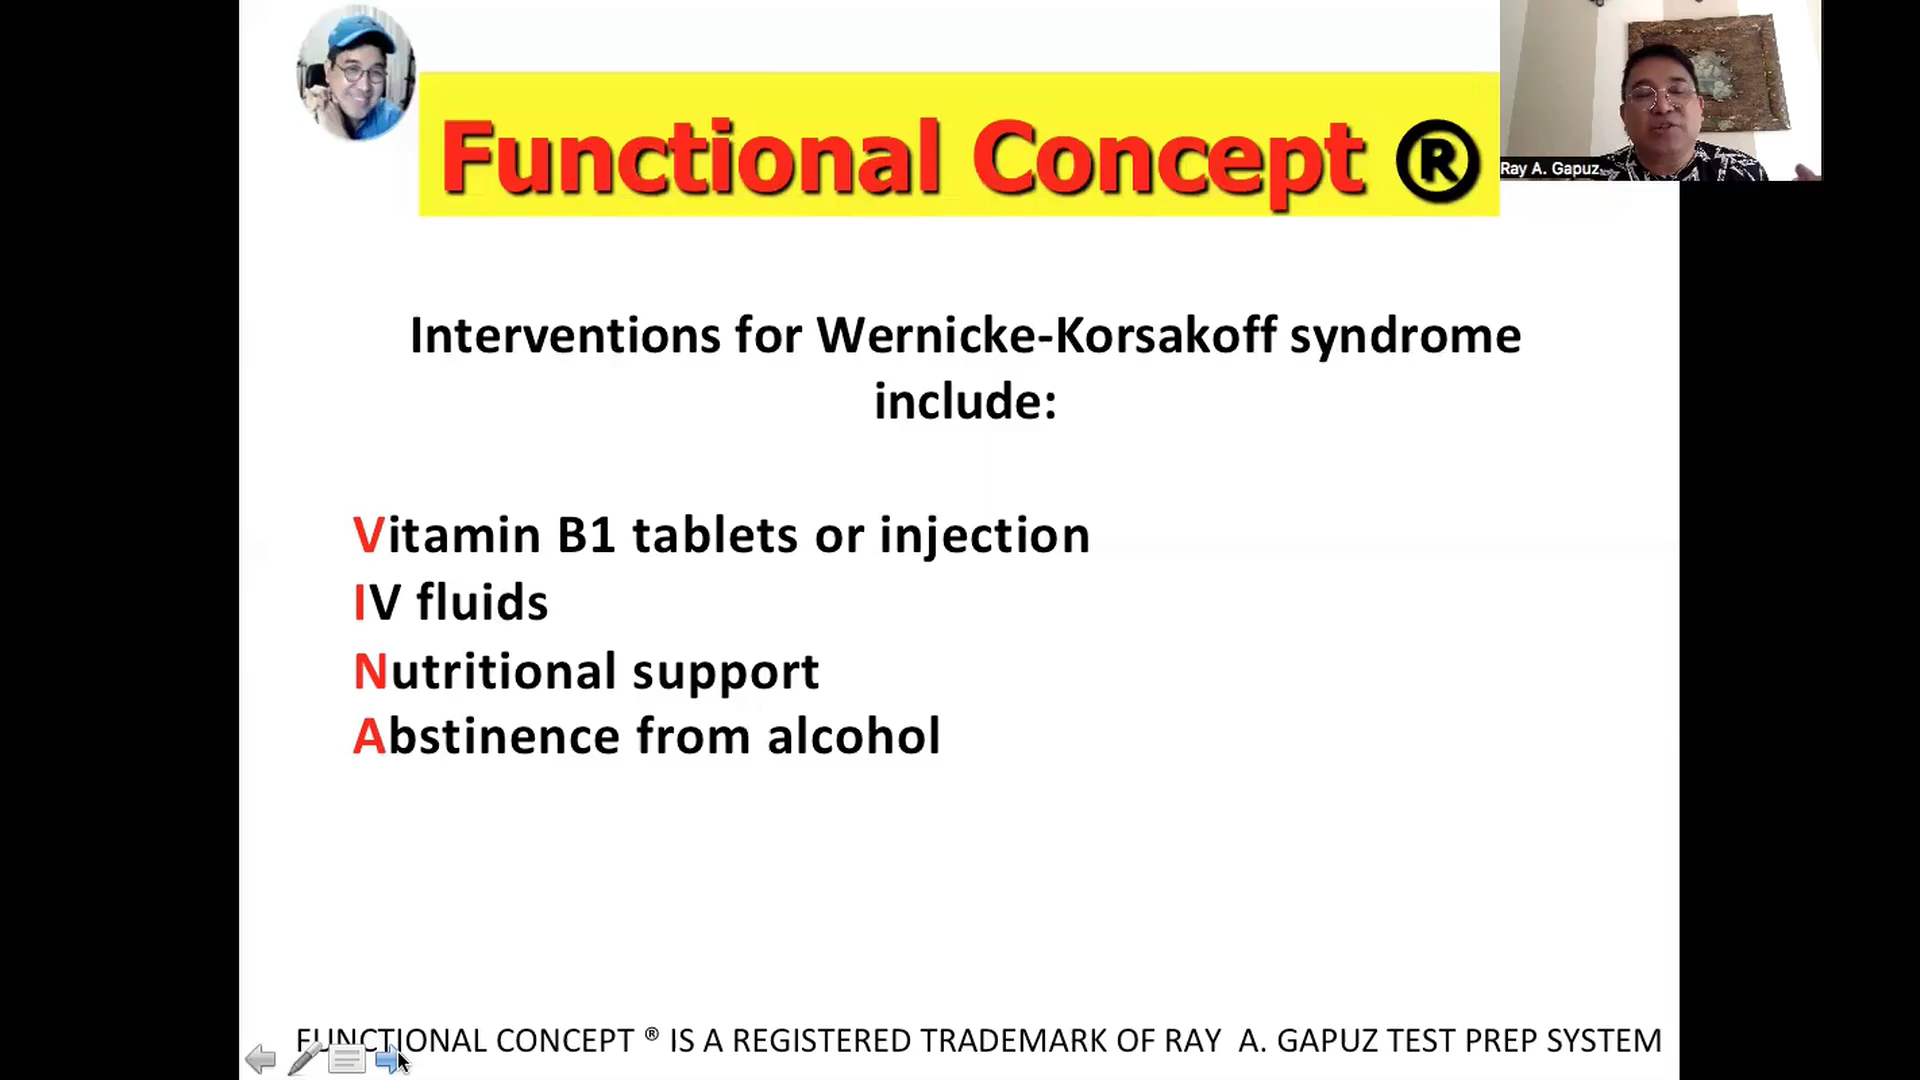 Functional Concept ®
Ray A. Gapuz
Interventions for Wernicke-Korsakoff syndrome
include:
Vitamin B1 tablets or injection
IV fluids
Nutritional support
Abstinence from alcohol
FUNCTIONAL CONCEPT ® IS A REGISTERED TRADEMARK OF RAY A. GAPUZ TEST PREP SYSTEM